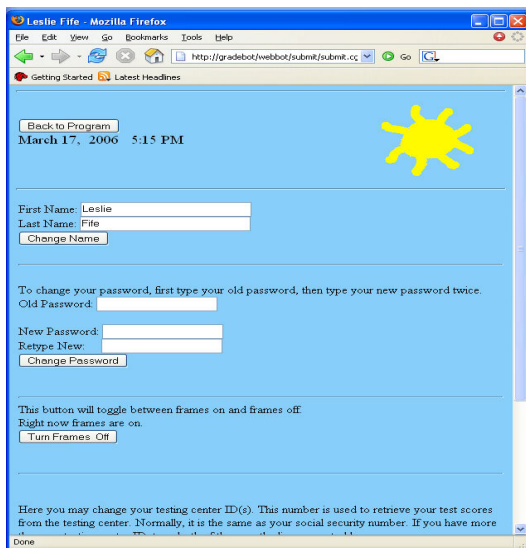 Leslie Fife - Mozilla Firefox
File Edit View Go Bookmarks Tools Help
http://gradebot/webbot/submit/submit.cg Go G
Getting Started Latest Headlines
Back to Program
March 17, 2006 5:15 PM
First Name: Leslie
Last Name: Fife
Change Name
To change your password, first type your old password, then type your new password twice.
Old Password:
New Password:
Retype New:
Change Password
This button will toggle between frames on and frames off.
Right now frames are on.
Turn Frames Off
Here you may change your testing center ID(s). This number is used to retrieve your test scores
from the testing center. Normally, it is the same as your social security number. If you have more
Done